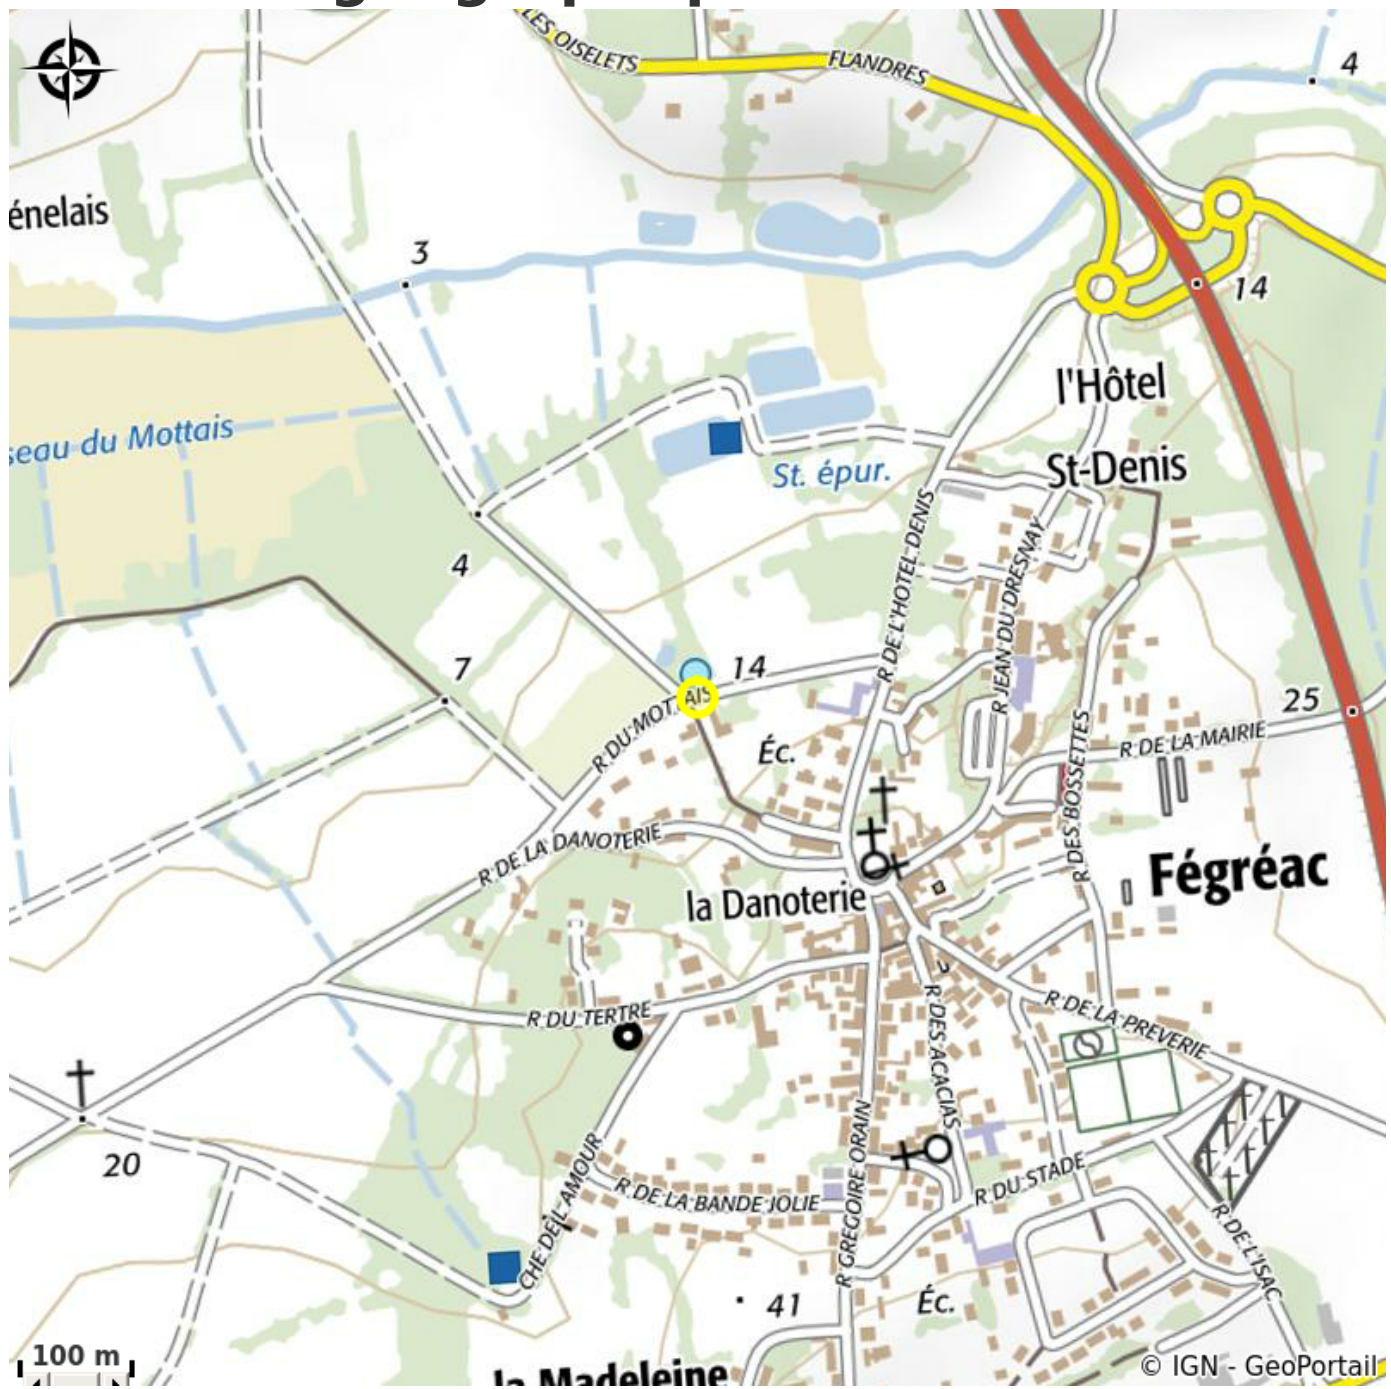 LES OISELETS
FLANDRES
4
énelais
3
14
l'Hôtel
St-Denis
seau du Mottais
St. épur.
R DE L'HOTEL DENIS
R JEAN DU DRESNAY
4
7
14
25
R DU MOTTAIS
Éc.
R DE LA MAIRIE
R DES BOSSETTES
R DE LA DANOTERIE
Fégréac
la Danoterie
R DU TERTRE
R DES ACACIAS
R DE LA PREVERIE
20
CHE DE L AMOUR
R DE LA BANDE JOLIE
R GREGOIRE ORAIN
R DU STADE
R DE L'ISAC
41
Éc.
100 m
la Madeleine
© IGN - GeoPortail